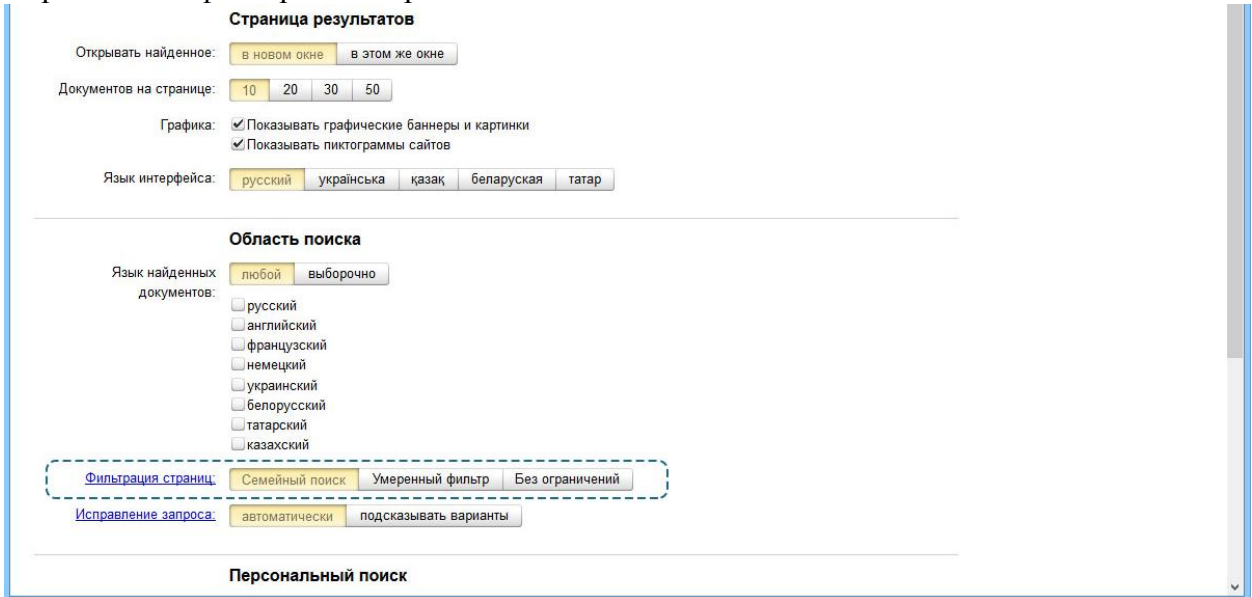 Страница результатов
Открывать найденное: в новом окне в этом же окне
Документов на странице: 10 20 30 50
Графика: Показывать графические баннеры и картинки
Показывать пиктограммы сайтов
Язык интерфейса: русский українська қазақ беларуская татар
Область поиска
Язык найденных документов: любой выборочно
русский
английский
французский
немецкий
украинский
белорусский
татарский
казахский
Фильтрация страниц: Семейный поиск Умеренный фильтр Без ограничений
Исправление запроса: автоматически подсказывать варианты
Персональный поиск